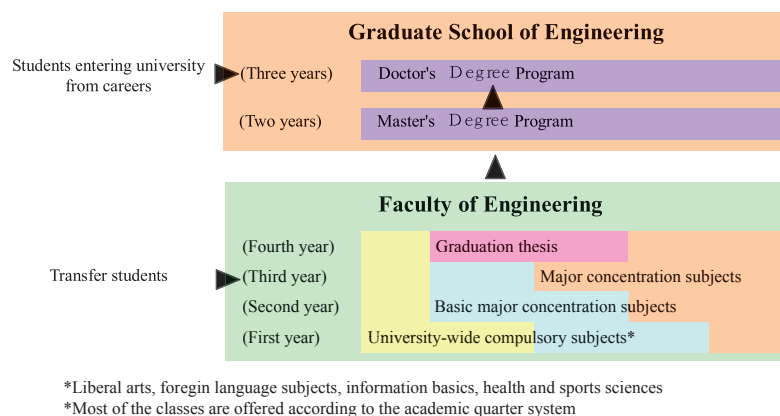 Graduate School of Engineering
Students entering university
from careers
(Three years) Doctor's Degree Program
(Two years) Master's Degree Program
Faculty of Engineering
(Fourth year) Graduation thesis
Transfer students
(Third year) Major concentration subjects
(Second year) Basic major concentration subjects
(First year) University-wide compulsory subjects*
*Liberal arts, foregin language subjects, information basics, health and sports sciences
*Most of the classes are offered according to the academic quarter system